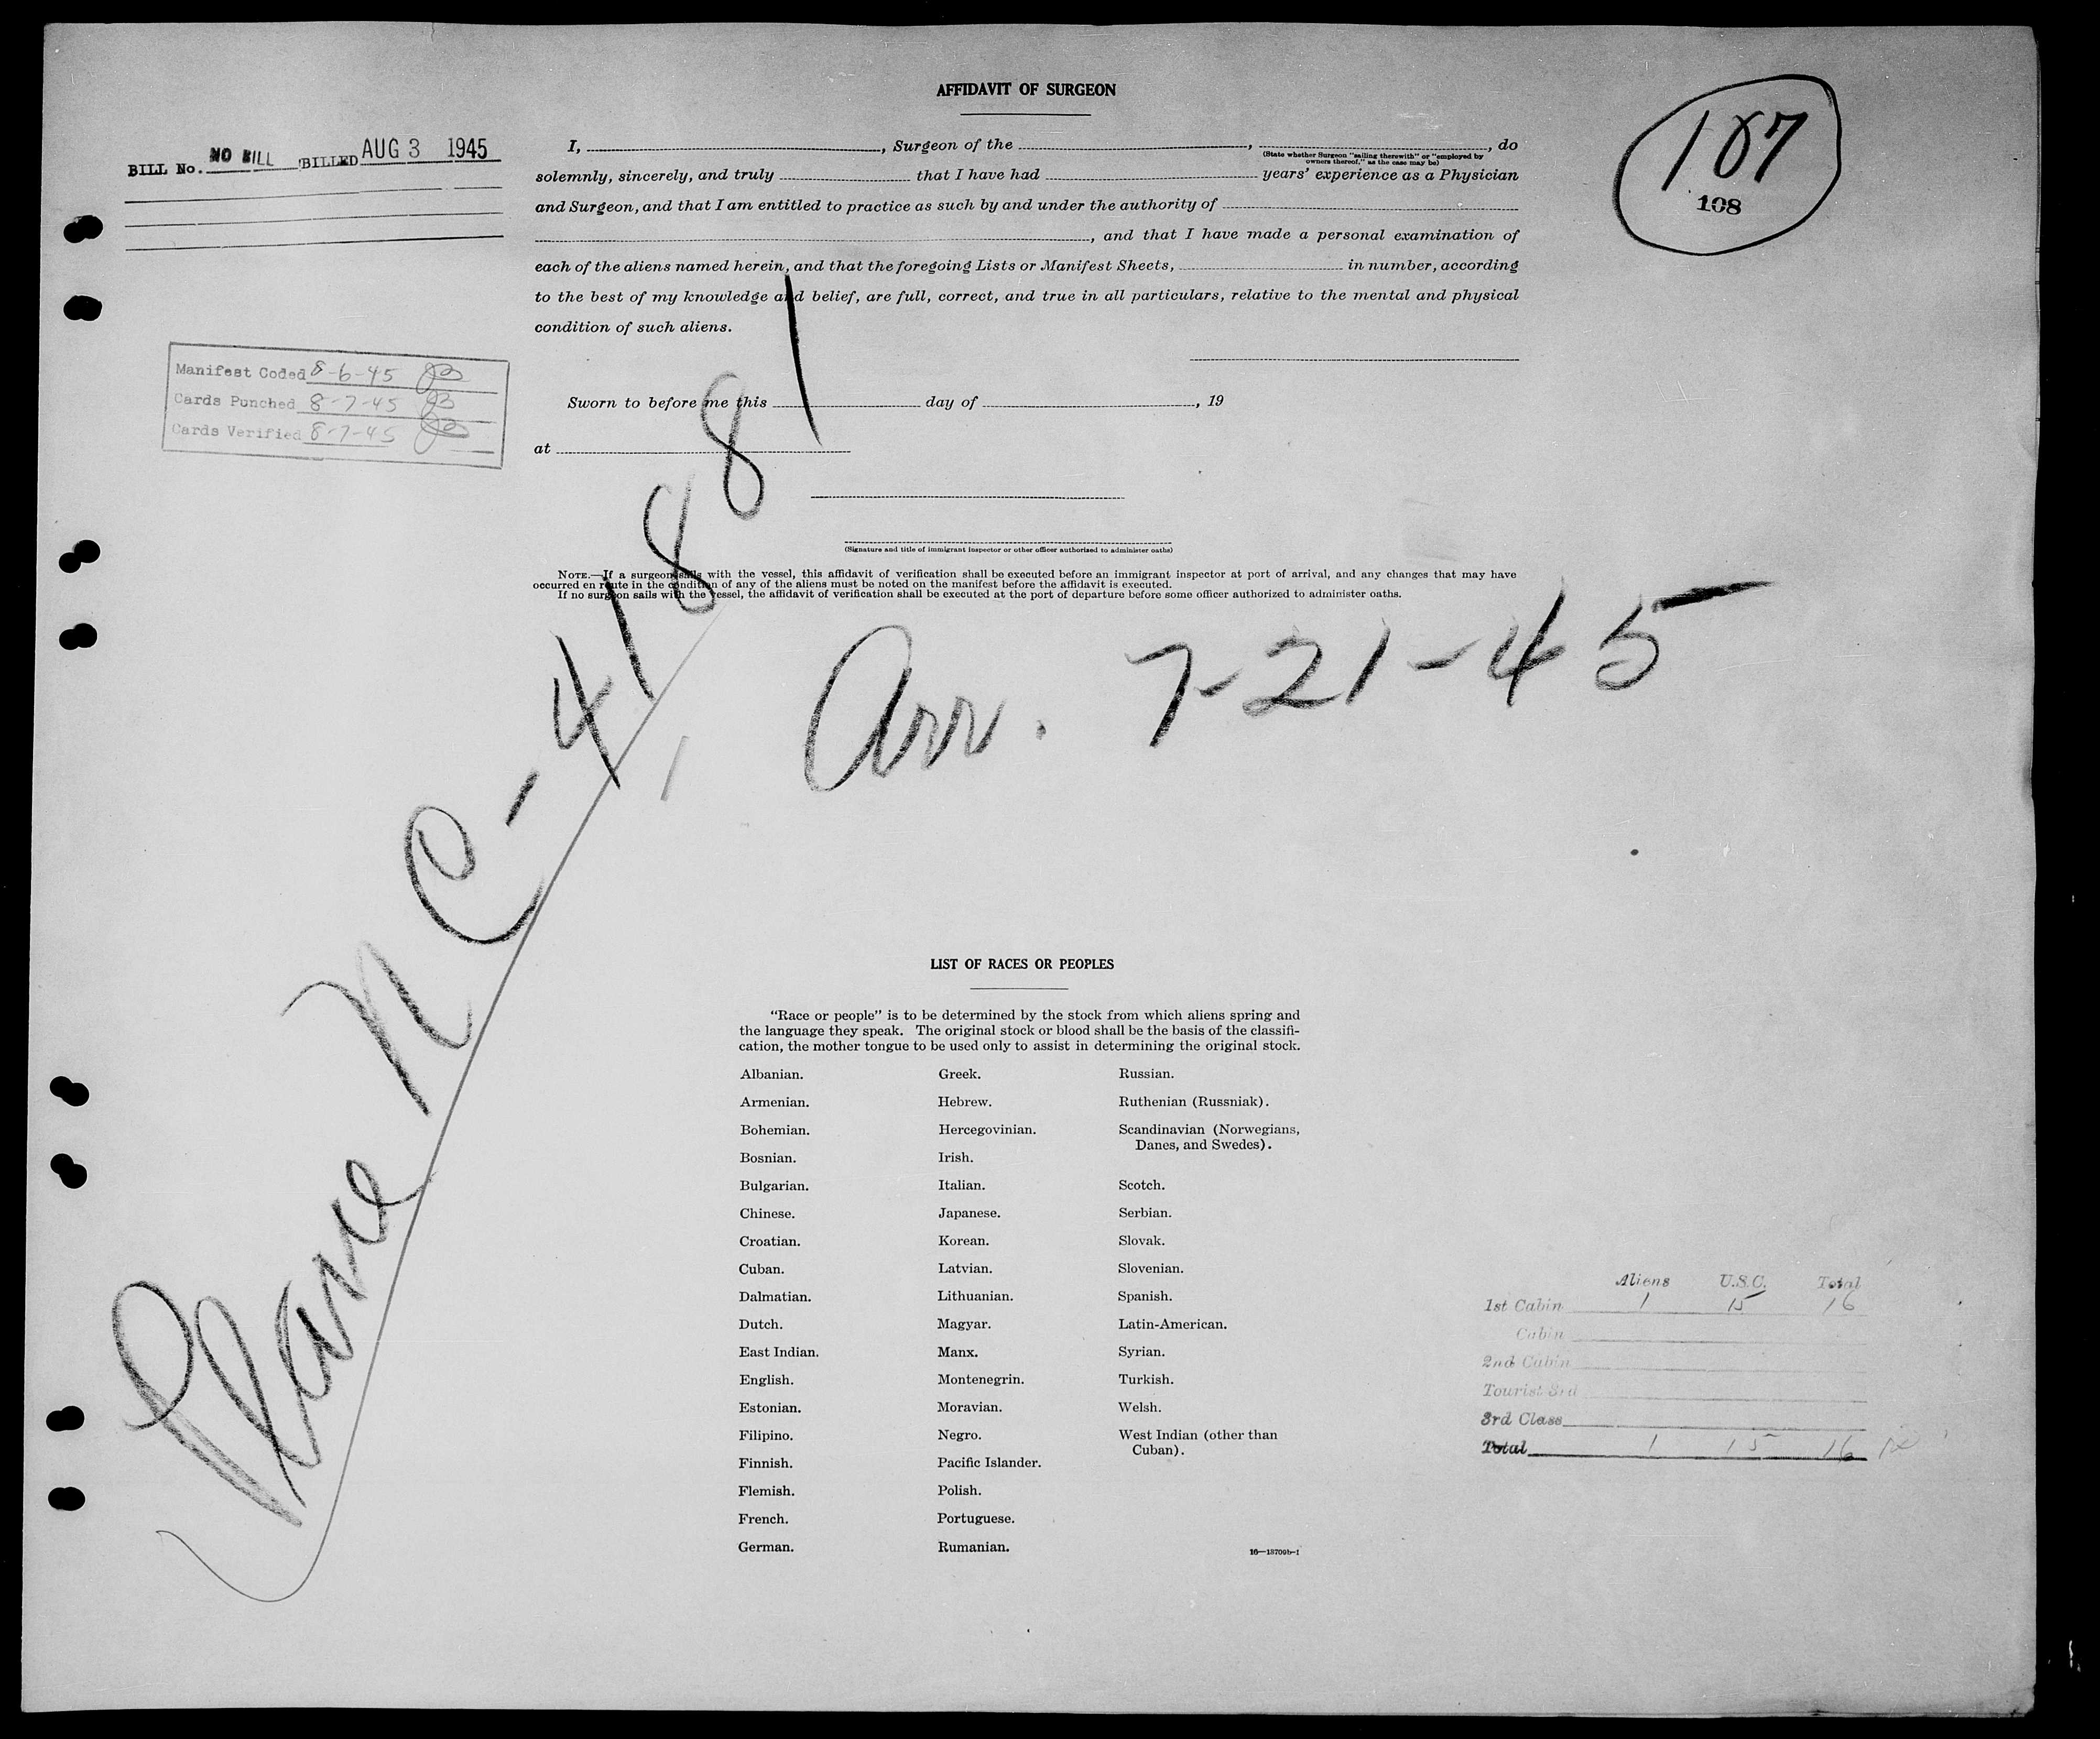 AFFIDAVIT OF SURGEON
107
108
BILL No. NO BILL BILLED AUG 3 1945
I, , Surgeon of the , , do
(State whether Surgeon "sailing therewith" or "employed by
owners thereof," as the case may be)
solemnly, sincerely, and truly that I have had years' experience as a Physician
and Surgeon, and that I am entitled to practice as such by and under the authority of
, and that I have made a personal examination of
each of the aliens named herein, and that the foregoing Lists or Manifest Sheets, in number, according
to the best of my knowledge and belief, are full, correct, and true in all particulars, relative to the mental and physical
condition of such aliens.
Manifest Coded 8-6-45
Cards Punched 8-7-45
Cards Verified 8-7-45
Sworn to before me this day of , 19
at
(Signature and title of immigrant inspector or other officer authorized to administer oaths)
NOTE.—If a surgeon sails with the vessel, this affidavit of verification shall be executed before an immigrant inspector at port of arrival, and any changes that may have
occurred en route in the condition of any of the aliens must be noted on the manifest before the affidavit is executed.
If no surgeon sails with the vessel, the affidavit of verification shall be executed at the port of departure before some officer authorized to administer oaths.
Plane NC-41881
Arr. 7-21-45
LIST OF RACES OR PEOPLES
"Race or people" is to be determined by the stock from which aliens spring and
the language they speak. The original stock or blood shall be the basis of the classifi-
cation, the mother tongue to be used only to assist in determining the original stock.
Albanian.
Armenian.
Bohemian.
Bosnian.
Bulgarian.
Chinese.
Croatian.
Cuban.
Dalmatian.
Dutch.
East Indian.
English.
Estonian.
Filipino.
Finnish.
Flemish.
French.
German.
Greek.
Hebrew.
Hercegovinian.
Irish.
Italian.
Japanese.
Korean.
Latvian.
Lithuanian.
Magyar.
Manx.
Montenegrin.
Moravian.
Negro.
Pacific Islander.
Polish.
Portuguese.
Rumanian.
Russian.
Ruthenian (Russniak).
Scandinavian (Norwegians,
Danes, and Swedes).
Scotch.
Serbian.
Slovak.
Slovenian.
Spanish.
Latin-American.
Syrian.
Turkish.
Welsh.
West Indian (other than
Cuban).
16—13709b-1
Aliens U.S.C. Total
1st Cabin 1 15 16
Cabin
2nd Cabin
Tourist 3rd
3rd Class
Total 1 15 16